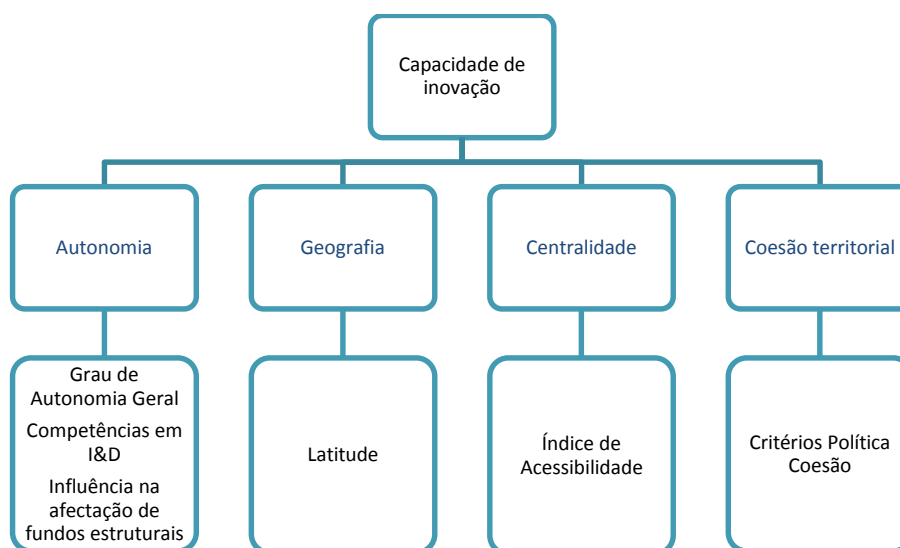 Capacidade de
inovação
Autonomia
Geografia
Centralidade
Coesão territorial
Grau de
Autonomia Geral
Competências em
I&D
Influência na
afectação de
fundos estruturais
Latitude
Índice de
Acessibilidade
Critérios Política
Coesão